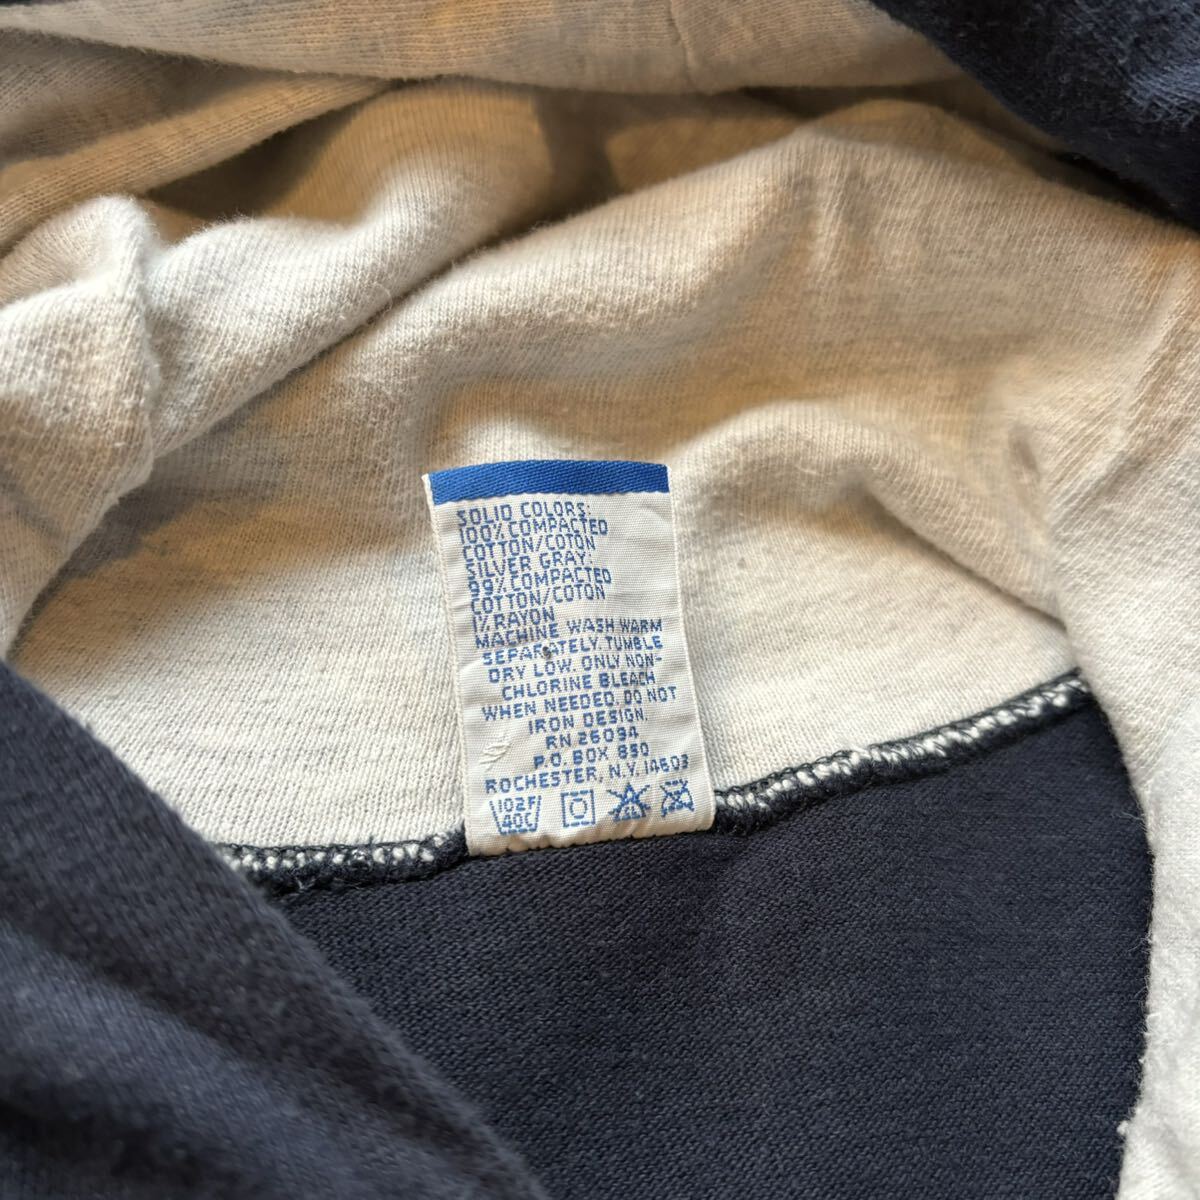 SOLID COLORS:
100% COMPACTED
COTTON/COTON
SILVER GRAY:
99% COMPACTED
COTTON/COTON
1% RAYON
MACHINE WASH WARM
SEPARATELY. TUMBLE
DRY LOW. ONLY NON-
CHLORINE BLEACH
WHEN NEEDED. DO NOT
IRON DESIGN.
RN 26094
P.O. BOX 850
ROCHESTER, N.Y. 14603
102F
40C